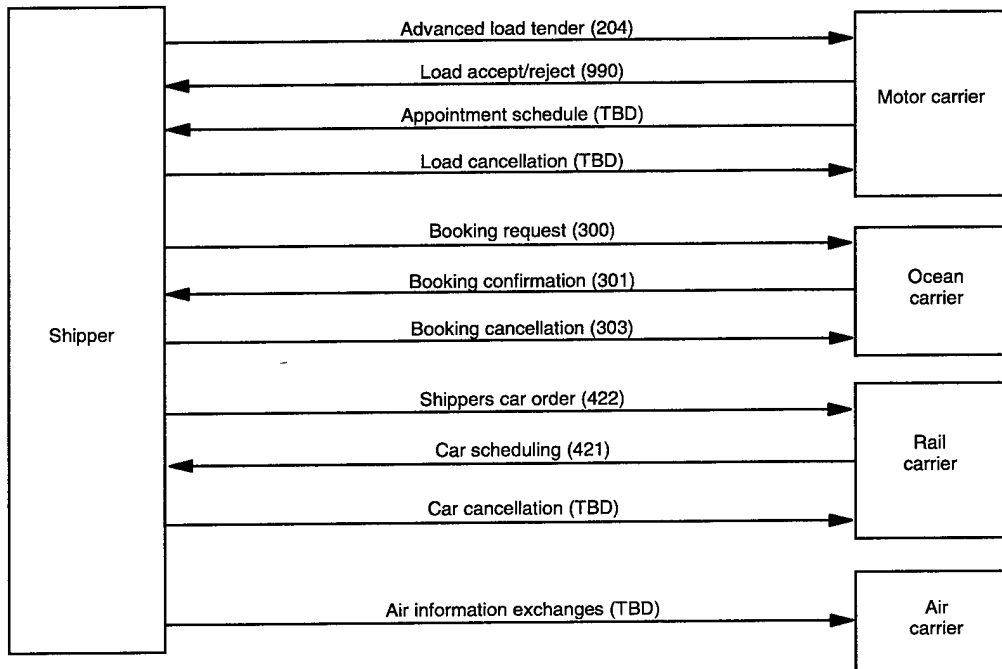 Advanced load tender (204)
Load accept/reject (990)
Motor carrier
Appointment schedule (TBD)
Load cancellation (TBD)
Booking request (300)
Booking confirmation (301)
Ocean
carrier
Shipper
Booking cancellation (303)
Shippers car order (422)
Car scheduling (421)
Rail
carrier
Car cancellation (TBD)
Air information exchanges (TBD)
Air
carrier